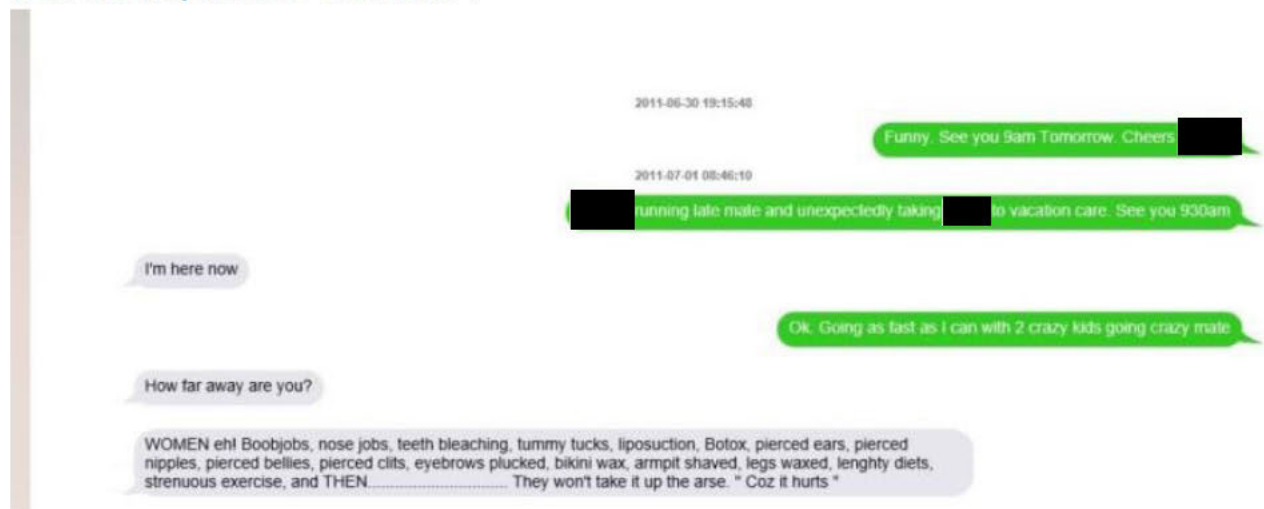 2011-06-30 19:15:48
Funny. See you 9am Tomorrow. Cheers
2011-07-01 08:46:10
running late mate and unexpectedly taking to vacation care. See you 930am
I'm here now
Ok. Going as fast as I can with 2 crazy kids going crazy mate
How far away are you?
WOMEN eh! Boobjobs, nose jobs, teeth bleaching, tummy tucks, liposuction, Botox, pierced ears, pierced
nipples, pierced bellies, pierced clits, eyebrows plucked, bikini wax, armpit shaved, legs waxed, lenghty diets,
strenuous exercise, and THEN.................................... They won't take it up the arse. " Coz it hurts "